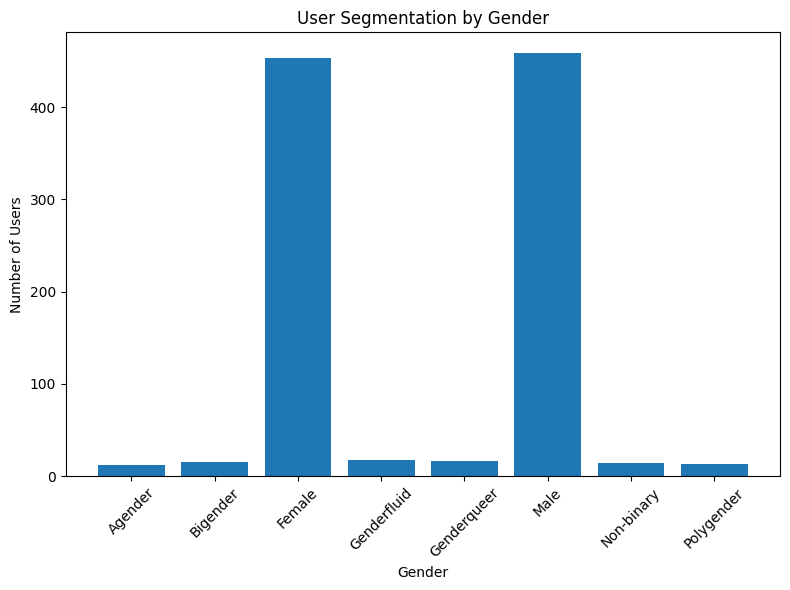 User Segmentation by Gender
Number of Users
400
300
200
100
0
Agender
Bigender
Female
Genderfluid
Genderqueer
Male
Non-binary
Polygender
Gender